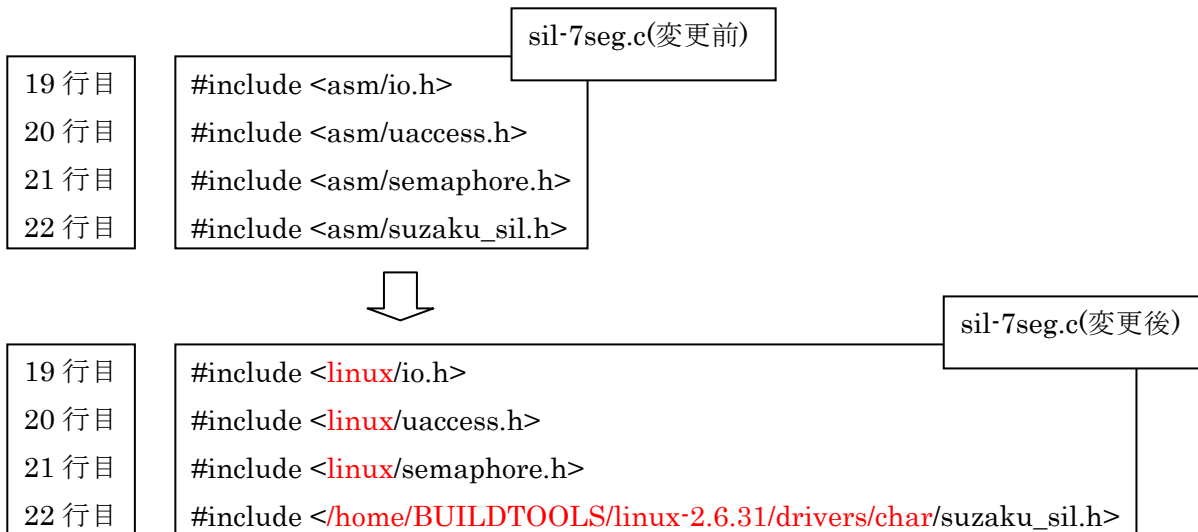 sil-7seg.c(変更前)
19 行目 #include <asm/io.h>
20 行目 #include <asm/uaccess.h>
21 行目 #include <asm/semaphore.h>
22 行目 #include <asm/suzaku_sil.h>
sil-7seg.c(変更後)
19 行目 #include <linux/io.h>
20 行目 #include <linux/uaccess.h>
21 行目 #include <linux/semaphore.h>
22 行目 #include </home/BUILDTOOLS/linux-2.6.31/drivers/char/suzaku_sil.h>